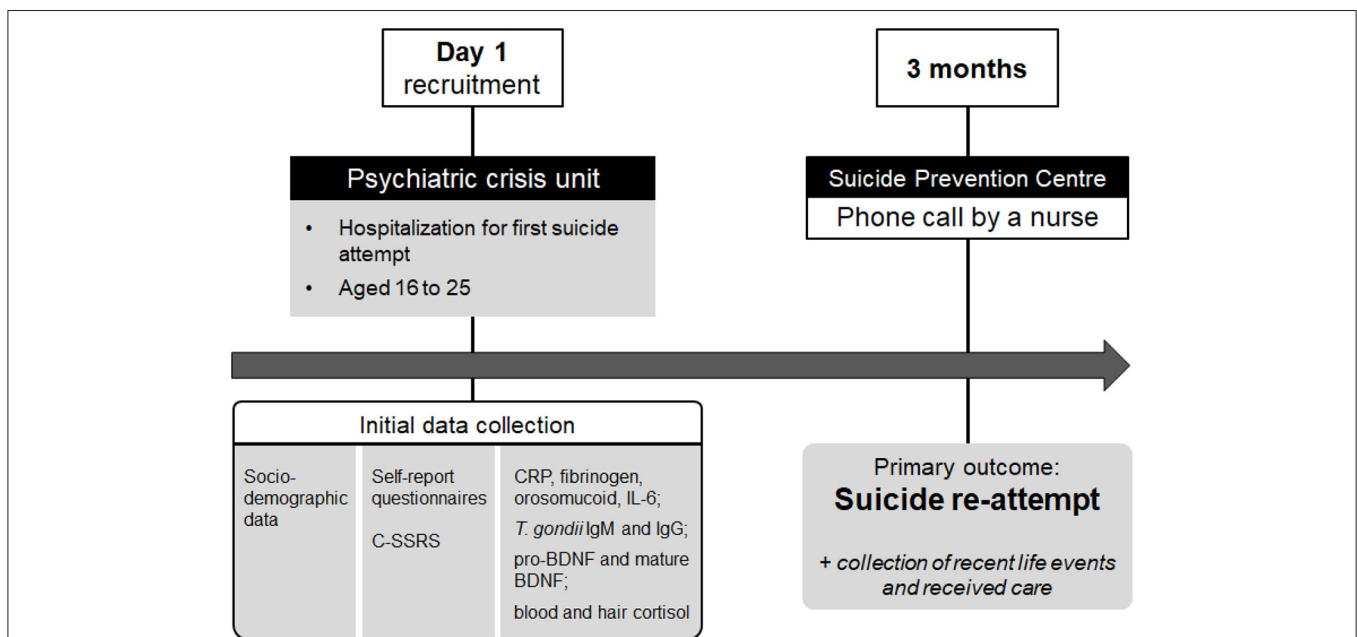 Day 1
recruitment
3 months
Psychiatric crisis unit
• Hospitalization for first suicide
attempt
• Aged 16 to 25
Suicide Prevention Centre
Phone call by a nurse
Initial data collection
Socio-
demographic
data
Self-report
questionnaires
C-SSRS
CRP, fibrinogen,
orosomucoid, IL-6;
T. gondii IgM and IgG;
pro-BDNF and mature
BDNF;
blood and hair cortisol
Primary outcome:
Suicide re-attempt
+ collection of recent life events
and received care